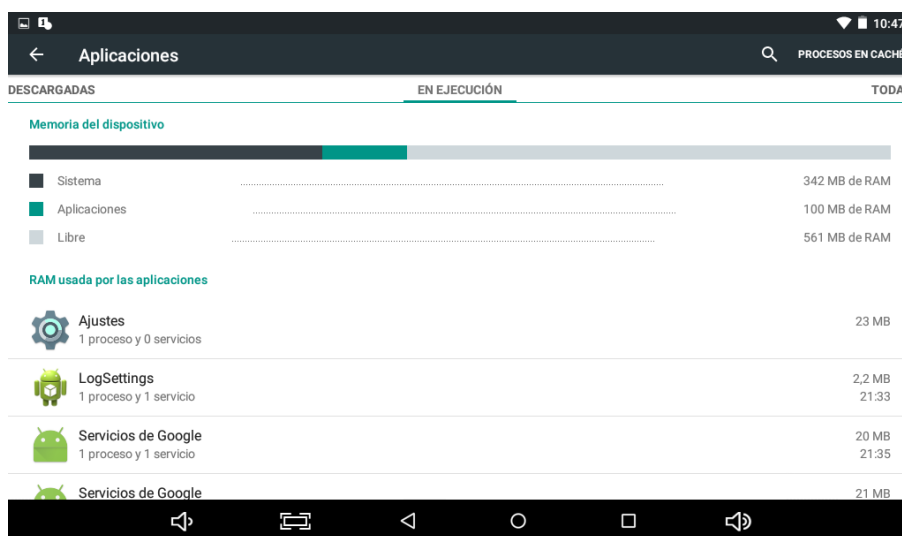 10:47
Aplicaciones
PROCESOS EN CACHÉ
DESCARGADAS EN EJECUCIÓN TODA
Memoria del dispositivo
Sistema 342 MB de RAM
Aplicaciones 100 MB de RAM
Libre 561 MB de RAM
RAM usada por las aplicaciones
Ajustes 23 MB
1 proceso y 0 servicios
LogSettings 2,2 MB
1 proceso y 1 servicio 21:33
Servicios de Google 20 MB
1 proceso y 1 servicio 21:35
Servicios de Google 21 MB